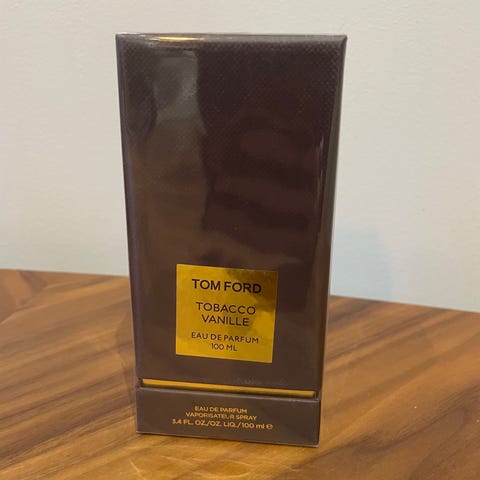 TOM FORD
TOBACCO
VANILLE
EAU DE PARFUM
100 ML
EAU DE PARFUM
VAPORISATEUR SPRAY
3.4 FL. OZ./OZ. LIQ./100 ml ℮